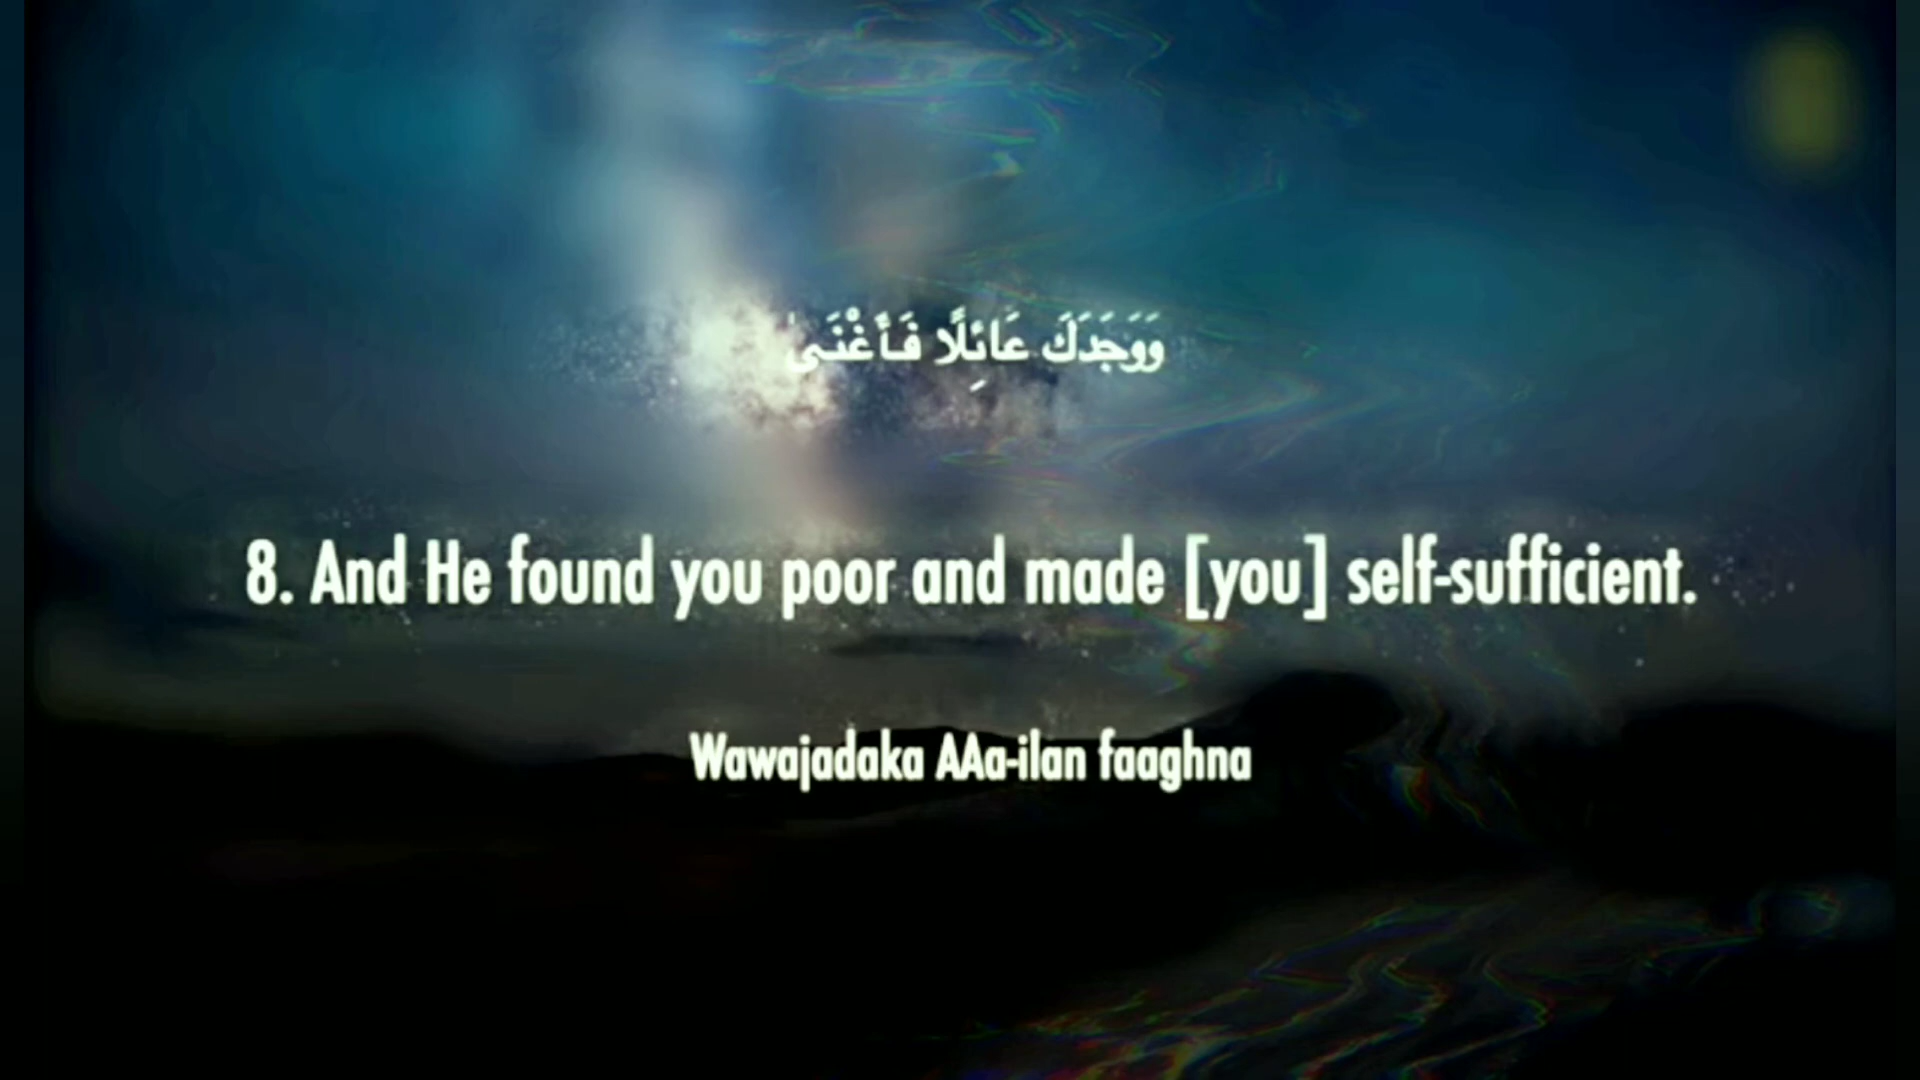 وَوَجَدَكَ عَائِلًا فَأَغْنَىٰ
8. And He found you poor and made [you] self-sufficient.
Wawajadaka AAa-ilan faaghna